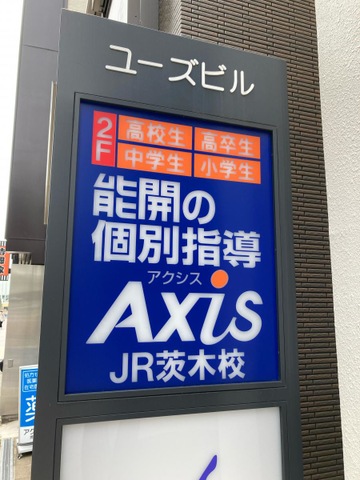 ユーズビル
2F
高校生 高卒生
中学生 小学生
能開の
個別指導
アクシス
AXiS
JR茨木校